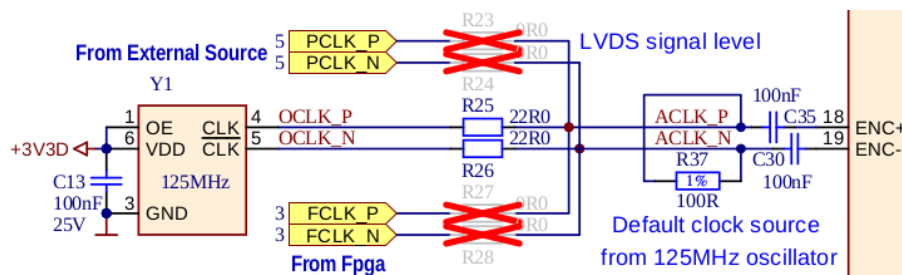 R23
5 PCLK_P 0R0 LVDS signal level
From External Source
5 PCLK_N 0R0
R24
Y1
100nF
1 OE CLK 4 OCLK_P R25 22R0 ACLK_P C35 18 ENC+
+3V3D 6 VDD CLK 5 OCLK_N 22R0 ACLK_N 19 ENC-
R26 R37 C30
C13 125MHz 1% 100nF
100nF 3 GND R27 100R
25V 3 FCLK_P 0R0 Default clock source
3 FCLK_N 0R0 from 125MHz oscillator
From Fpga R28